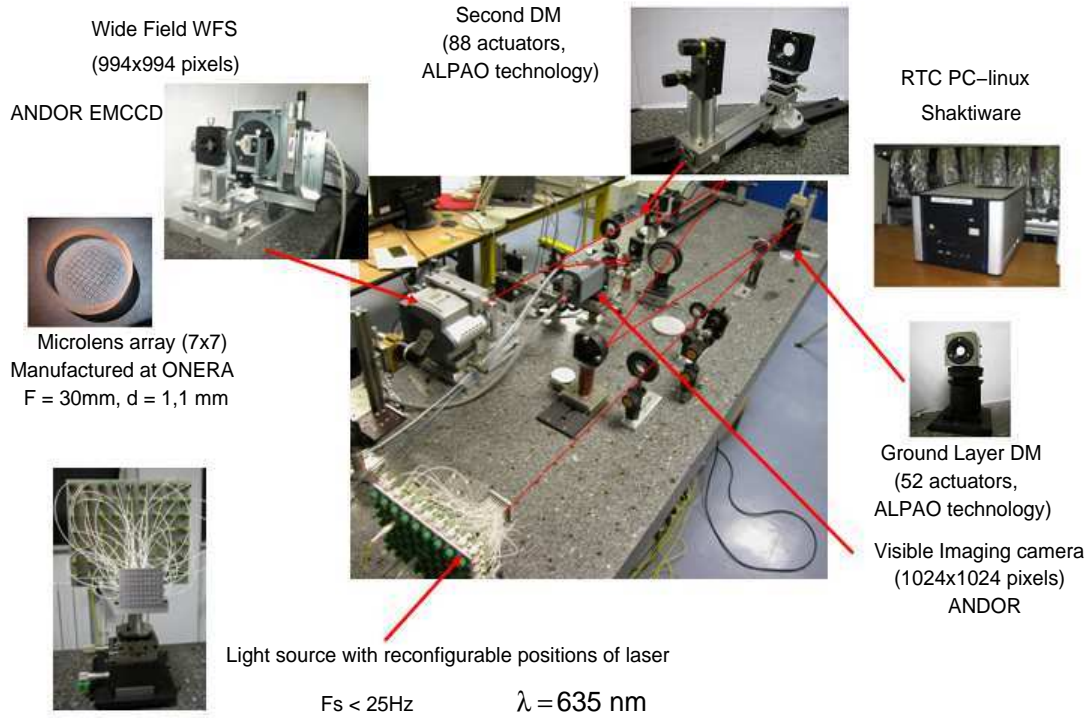 Wide Field WFS
(994x994 pixels)
ANDOR EMCCD
Second DM
(88 actuators,
ALPAO technology)
RTC PC−linux
Shaktiware
Microlens array (7x7)
Manufactured at ONERA
F = 30mm, d = 1,1 mm
Ground Layer DM
(52 actuators,
ALPAO technology)
Visible Imaging camera
(1024x1024 pixels)
ANDOR
Light source with reconfigurable positions of laser
Fs < 25Hz
λ = 635 nm